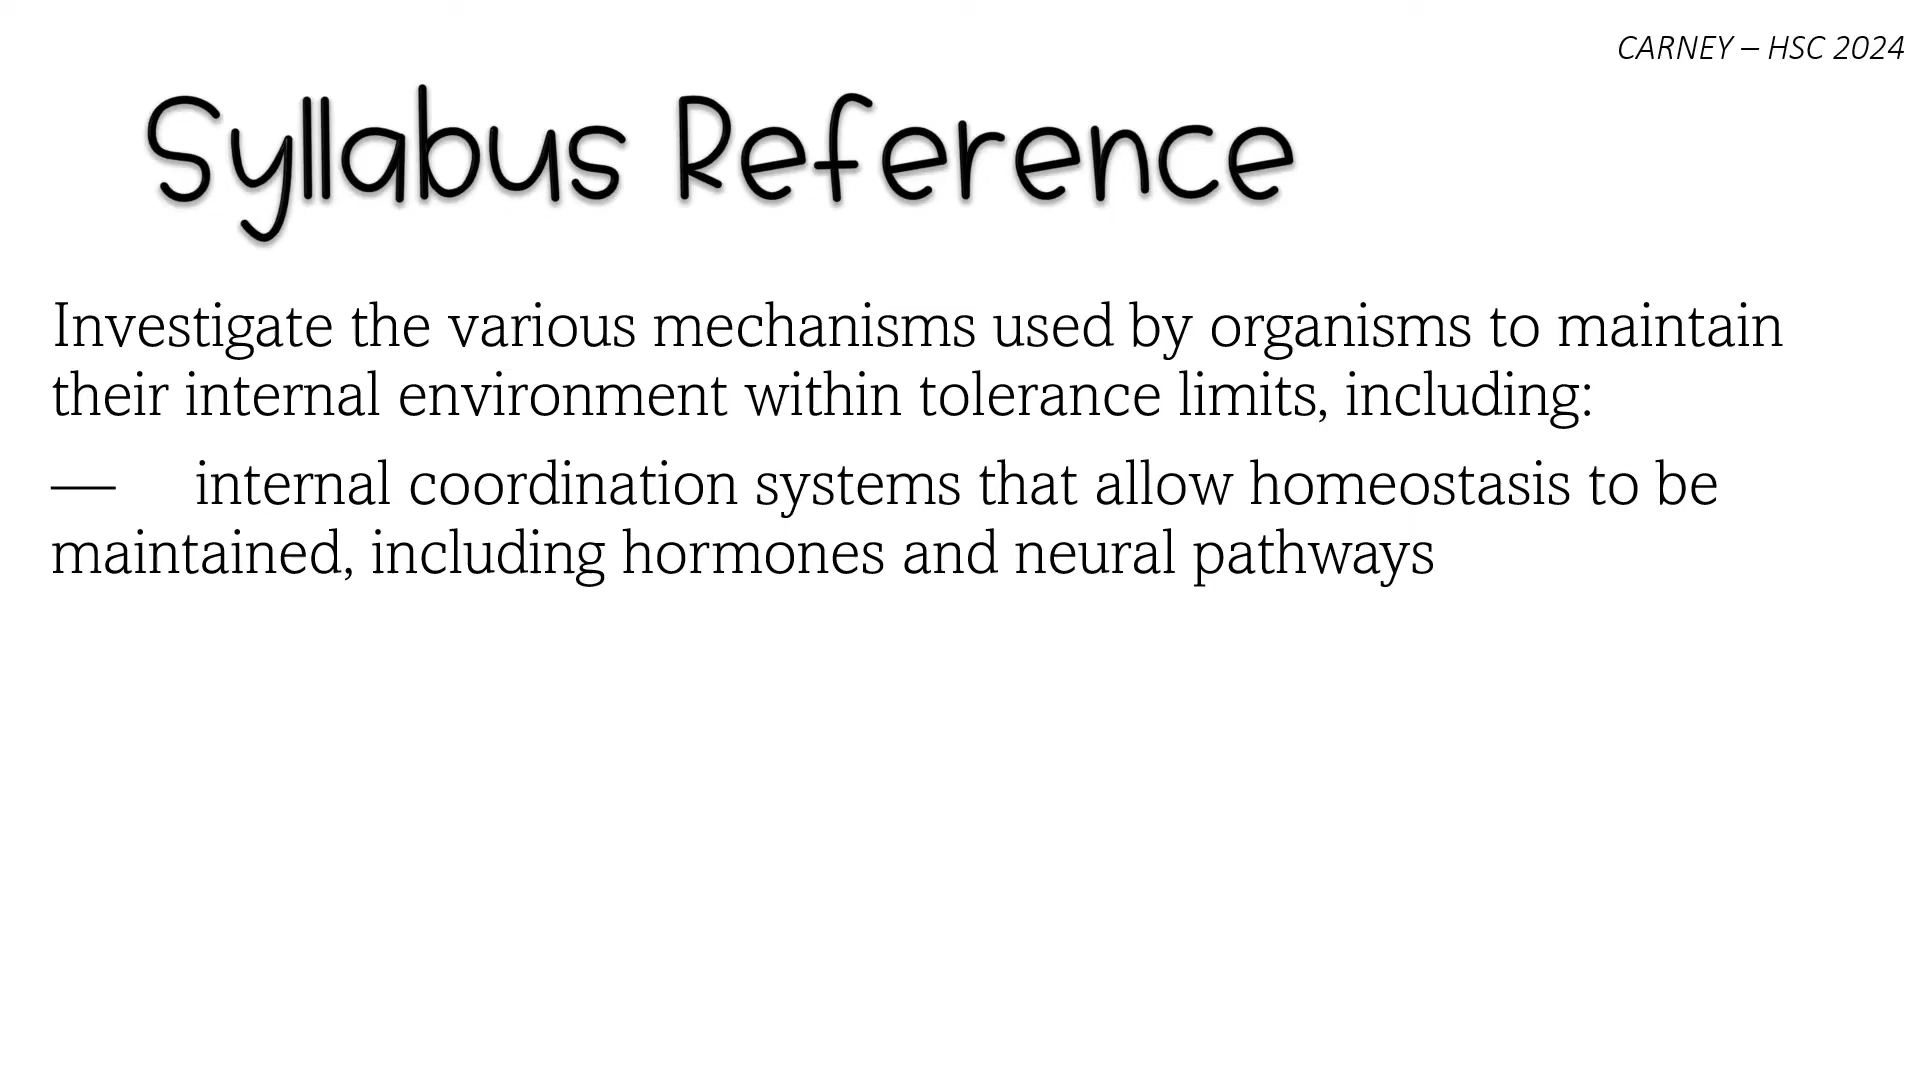 CARNEY – HSC 2024
Syllabus Reference
Investigate the various mechanisms used by organisms to maintain
their internal environment within tolerance limits, including:
— internal coordination systems that allow homeostasis to be
maintained, including hormones and neural pathways